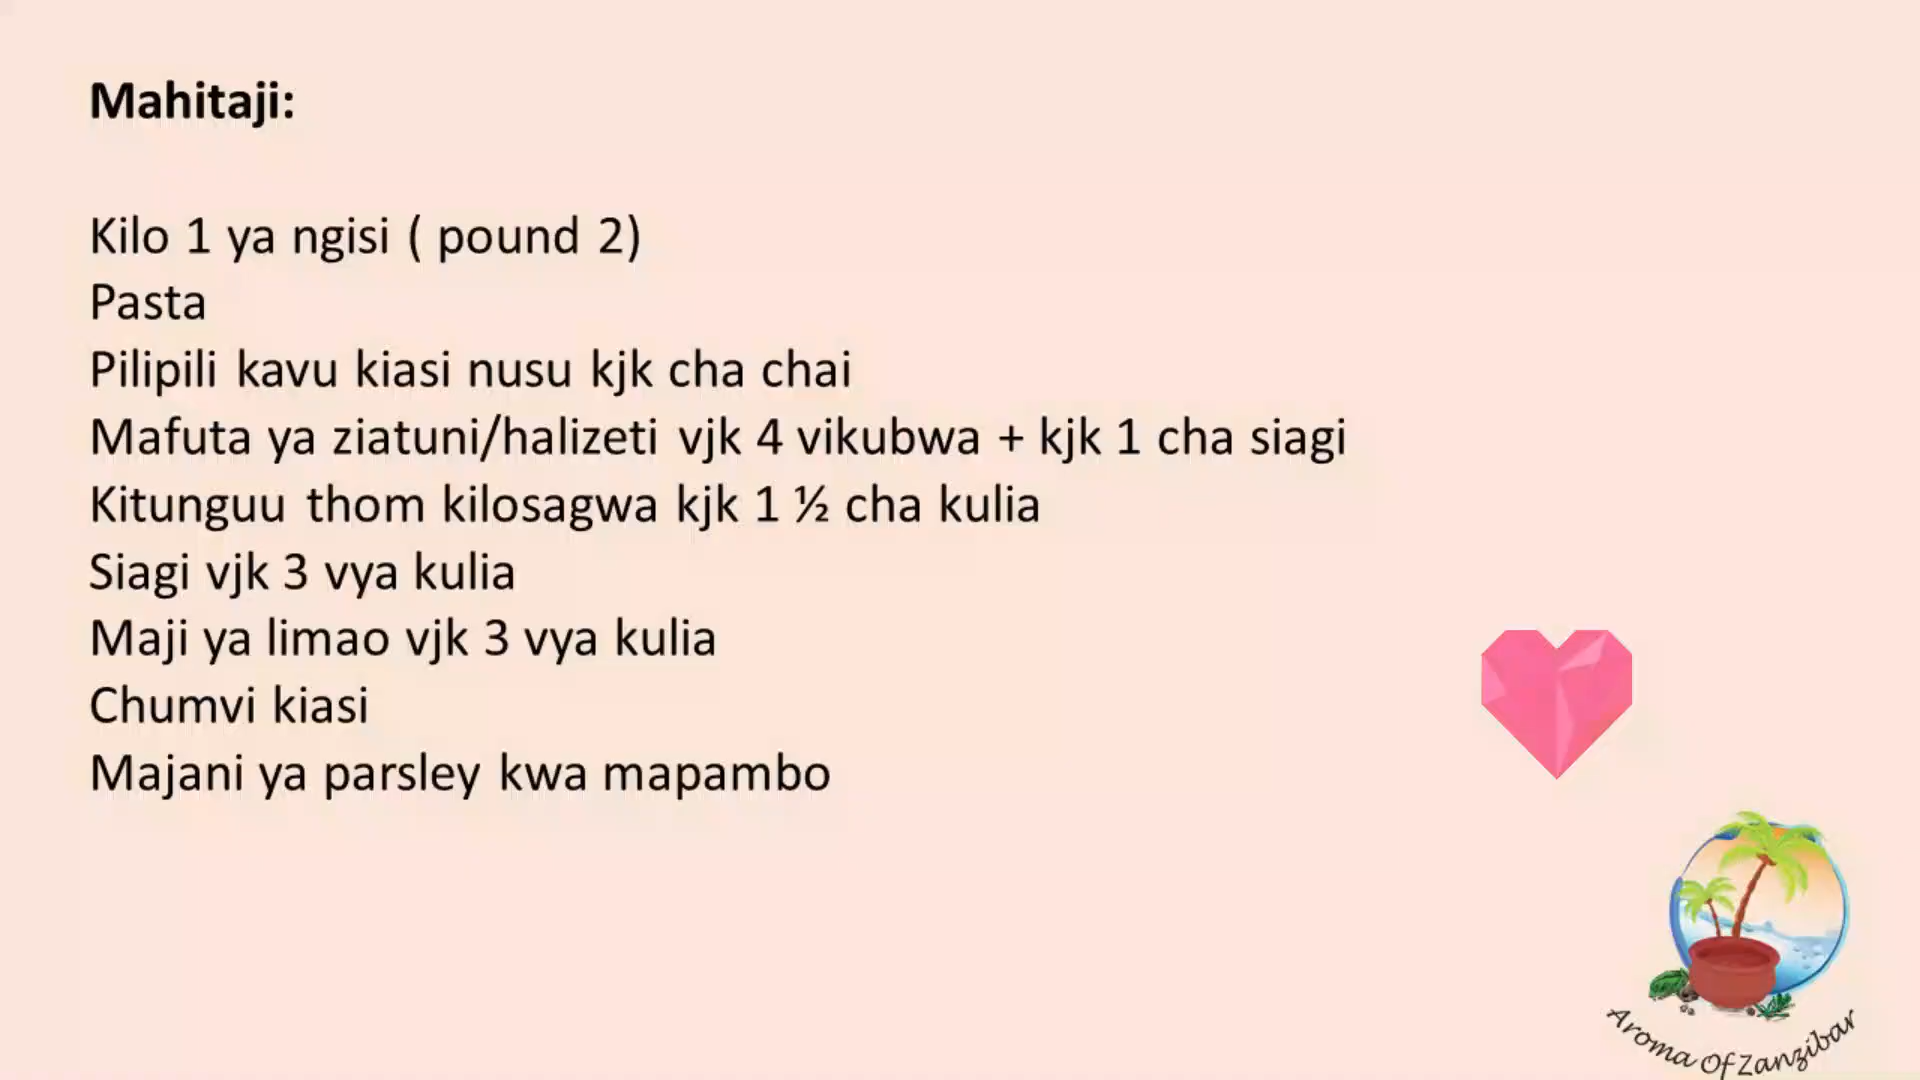 Mahitaji:
Kilo 1 ya ngisi ( pound 2)
Pasta
Pilipili kavu kiasi nusu kjk cha chai
Mafuta ya ziatuni/halizeti vjk 4 vikubwa + kjk 1 cha siagi
Kitunguu thom kilosagwa kjk 1 ½ cha kulia
Siagi vjk 3 vya kulia
Maji ya limao vjk 3 vya kulia
Chumvi kiasi
Majani ya parsley kwa mapambo
Aroma Of Zanzibar